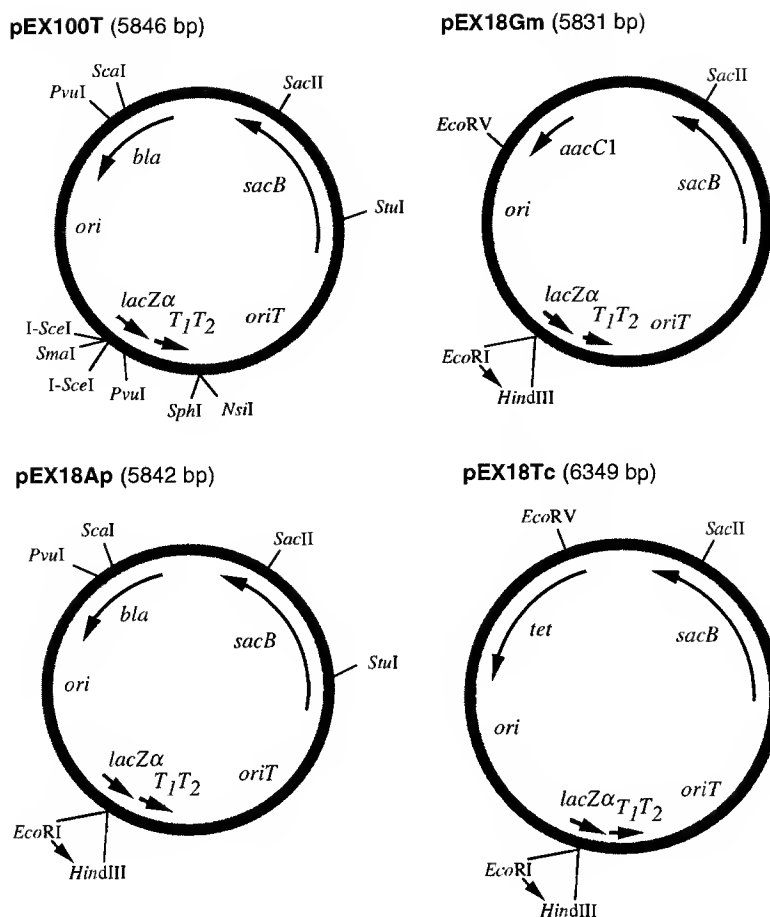 pEX100T (5846 bp)
ScaI
PvuI
SacII
bla
sacB
StuI
ori
lacZα
T1T2
oriT
I-SceI
SmaI
I-SceI
PvuI
SphI
NsiI
pEX18Gm (5831 bp)
SacII
EcoRV
aacC1
sacB
ori
lacZα
T1T2
oriT
EcoRI
HindIII
pEX18Ap (5842 bp)
ScaI
PvuI
SacII
bla
sacB
StuI
ori
lacZα
T1T2
oriT
EcoRI
HindIII
pEX18Tc (6349 bp)
EcoRV
SacII
tet
sacB
ori
lacZα
T1T2
oriT
EcoRI
HindIII